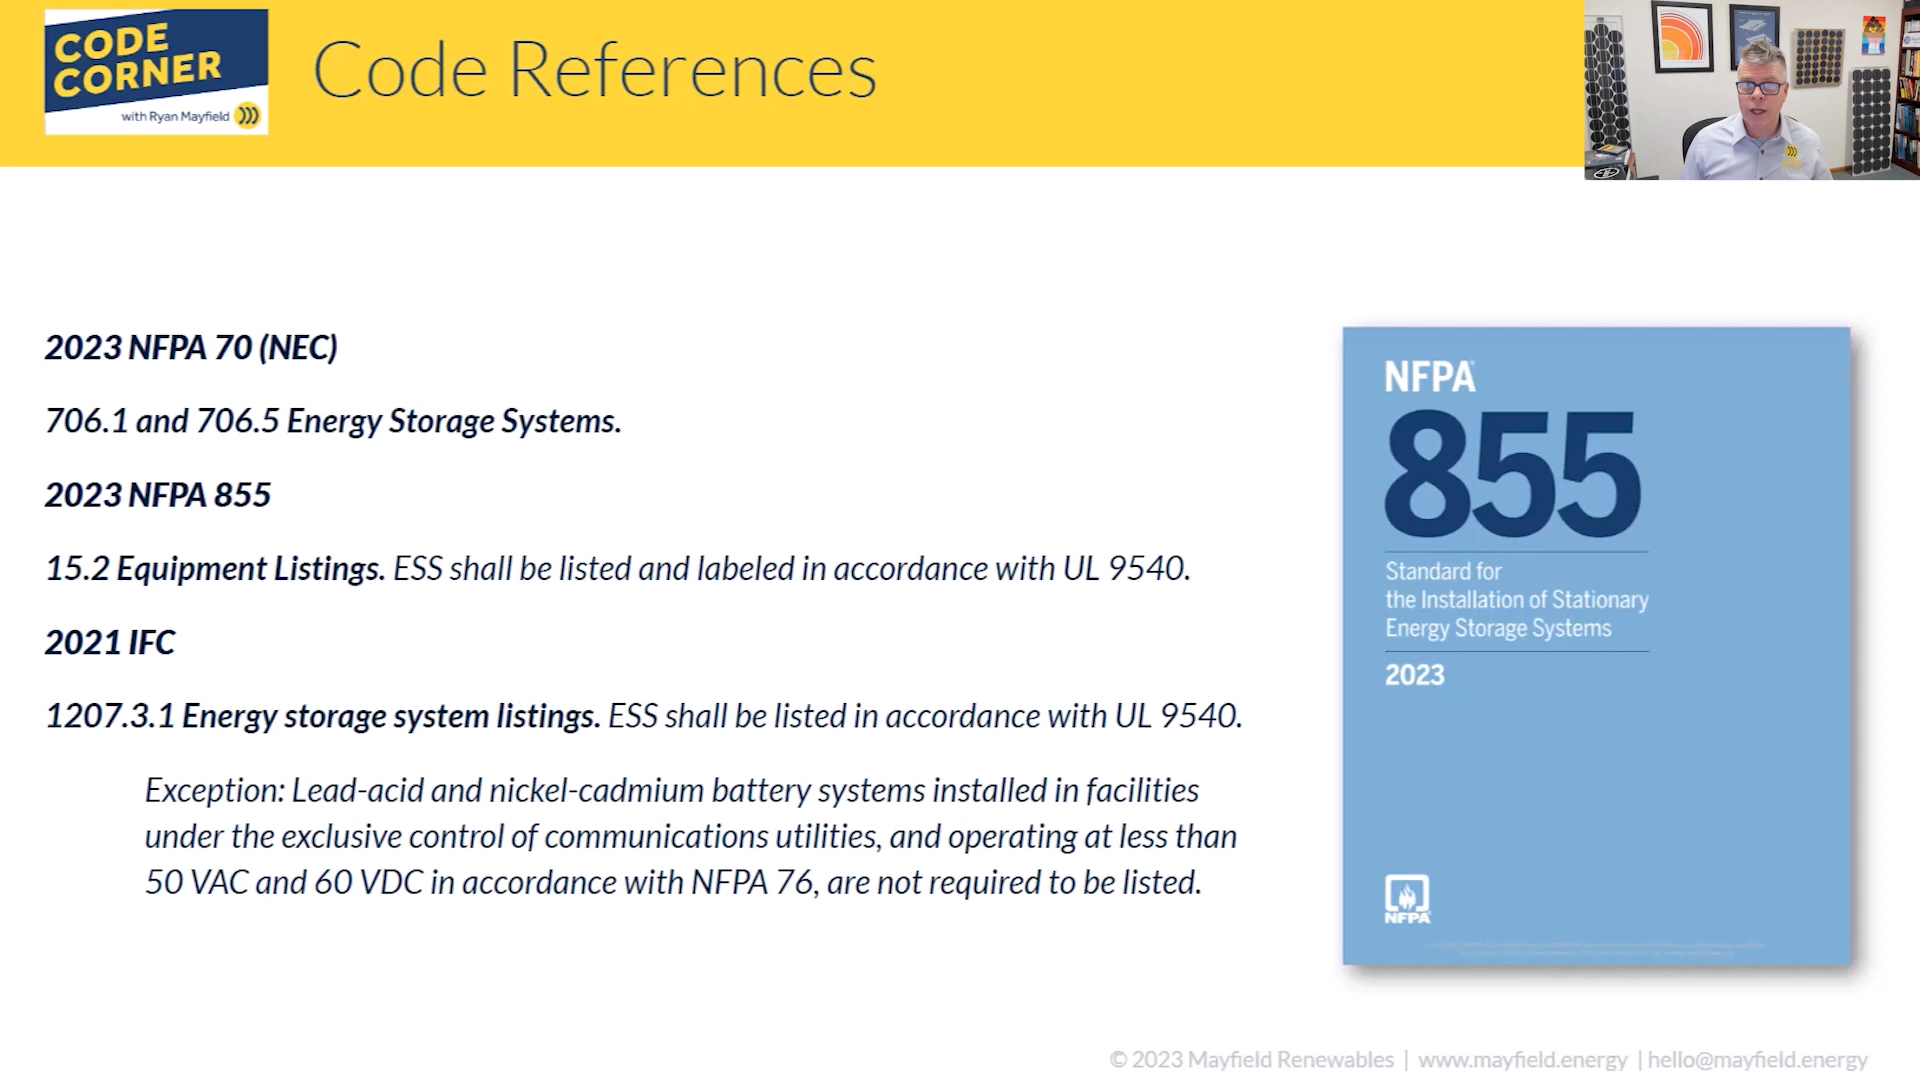 CODE
CORNER
with Ryan Mayfield
Code References
2023 NFPA 70 (NEC)
706.1 and 706.5 Energy Storage Systems.
2023 NFPA 855
15.2 Equipment Listings. ESS shall be listed and labeled in accordance with UL 9540.
2021 IFC
1207.3.1 Energy storage system listings. ESS shall be listed in accordance with UL 9540.
Exception: Lead-acid and nickel-cadmium battery systems installed in facilities
under the exclusive control of communications utilities, and operating at less than
50 VAC and 60 VDC in accordance with NFPA 76, are not required to be listed.
NFPA
855
Standard for
the Installation of Stationary
Energy Storage Systems
2023
NFPA
© 2023 Mayfield Renewables | www.mayfield.energy | hello@mayfield.energy